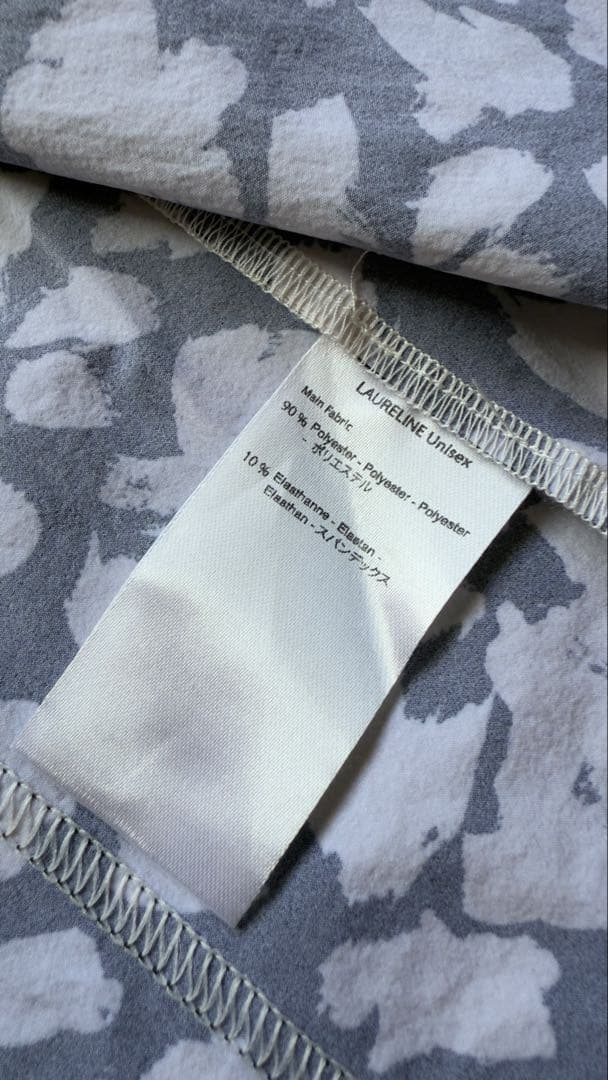 LAURELINE Unisex
Main Fabric
90 % Polyester - Polyester - Polyester
- ポリエステル
10 % Elasthanne - Elastan -
Elasthan - スパンデックス